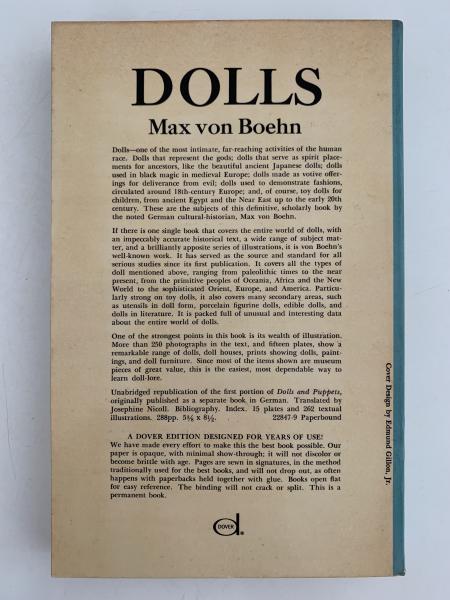 DOLLS
Max von Boehn
Dolls—one of the most intimate, far-reaching activities of the human
race. Dolls that represent the gods; dolls that serve as spirit place-
ments for ancestors, like the beautiful ancient Japanese dolls; dolls
used in black magic in medieval Europe; dolls made as votive offer-
ings for deliverance from evil; dolls used to demonstrate fashions,
circulated around 18th-century Europe; and, of course, toy dolls for
children, from ancient Egypt and the Near East up to the early 20th
century. These are the subjects of this definitive, scholarly book by
the noted German cultural-historian, Max von Boehn.
If there is one single book that covers the entire world of dolls, with
an impeccably accurate historical text, a wide range of subject mat-
ter, and a brilliantly apposite series of illustrations, it is von Boehn's
well-known work. It has served as the source and standard for all
serious studies since its first publication. It covers all the types of
doll mentioned above, ranging from paleolithic times to the near
present, from the primitive peoples of Oceania, Africa and the New
World to the sophisticated Orient, Europe, and America. Particu-
larly strong on toy dolls, it also covers many secondary areas, such
as utensils in doll form, porcelain figurine dolls, edible dolls, and
dolls in literature. It is packed full of unusual and interesting data
about the entire world of dolls.
One of the strongest points in this book is its wealth of illustration.
More than 250 photographs in the text, and fifteen plates, show a
remarkable range of dolls, doll houses, prints showing dolls, paint-
ings, and doll furniture. Since most of the items shown are museum
pieces of great value, this is the easiest, most dependable way to
learn doll-lore.
Unabridged republication of the first portion of Dolls and Puppets,
originally published as a separate book, in German. Translated by
Josephine Nicoll. Bibliography. Index. 15 plates and 262 textual
illustrations. 288pp. 5⅜ x 8½. 22847-9 Paperbound
A DOVER EDITION DESIGNED FOR YEARS OF USE!
We have made every effort to make this the best book possible. Our
paper is opaque, with minimal show-through; it will not discolor or
become brittle with age. Pages are sewn in signatures, in the method
traditionally used for the best books, and will not drop out, as often
happens with paperbacks held together with glue. Books open flat
for easy reference. The binding will not crack or split. This is a
permanent book.
DOVER
Cover Design by Edmund Gillon, Jr.